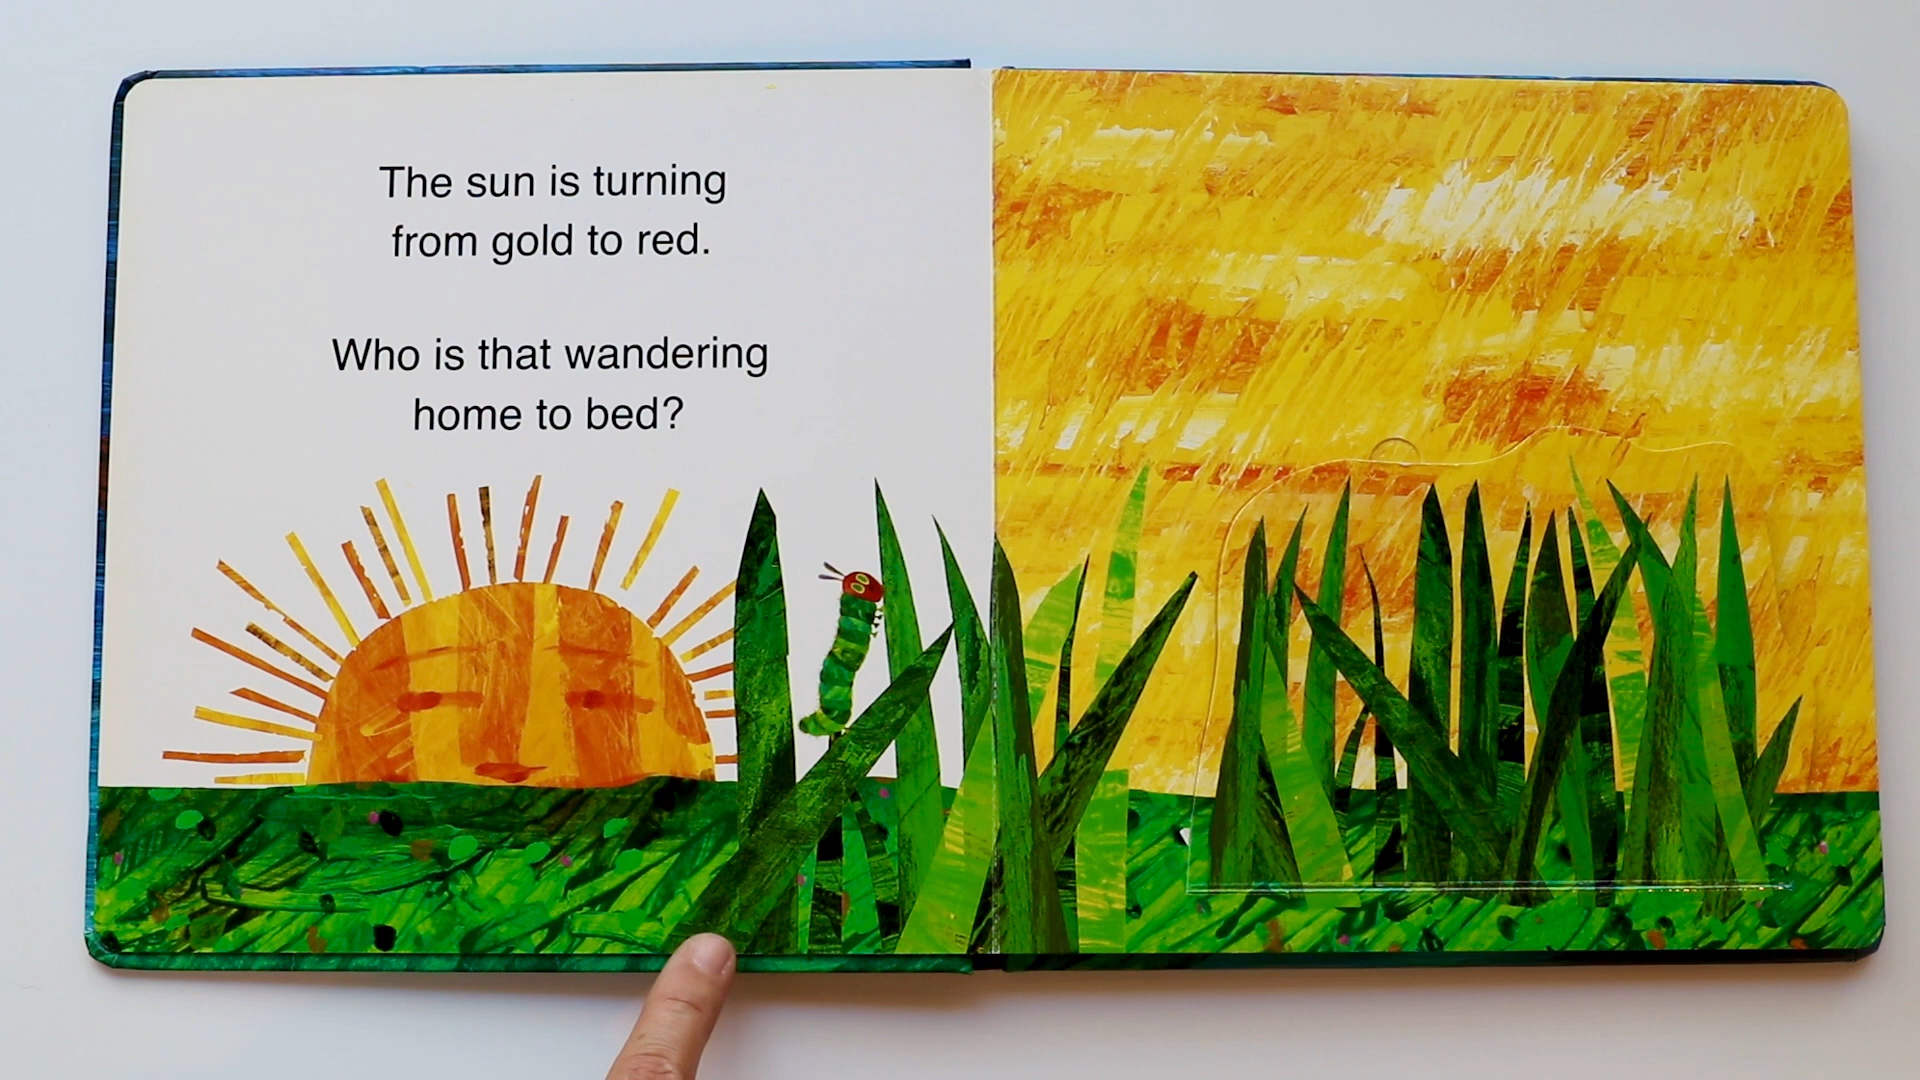 The sun is turning
from gold to red.
Who is that wandering
home to bed?